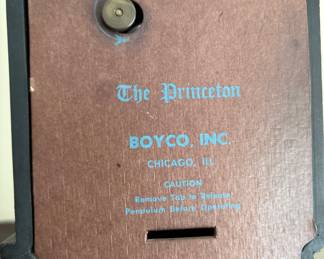 The Princeton
BOYCO, INC.
CHICAGO, ILL
CAUTION
Remove Tab to Release
Pendulum Before Operating